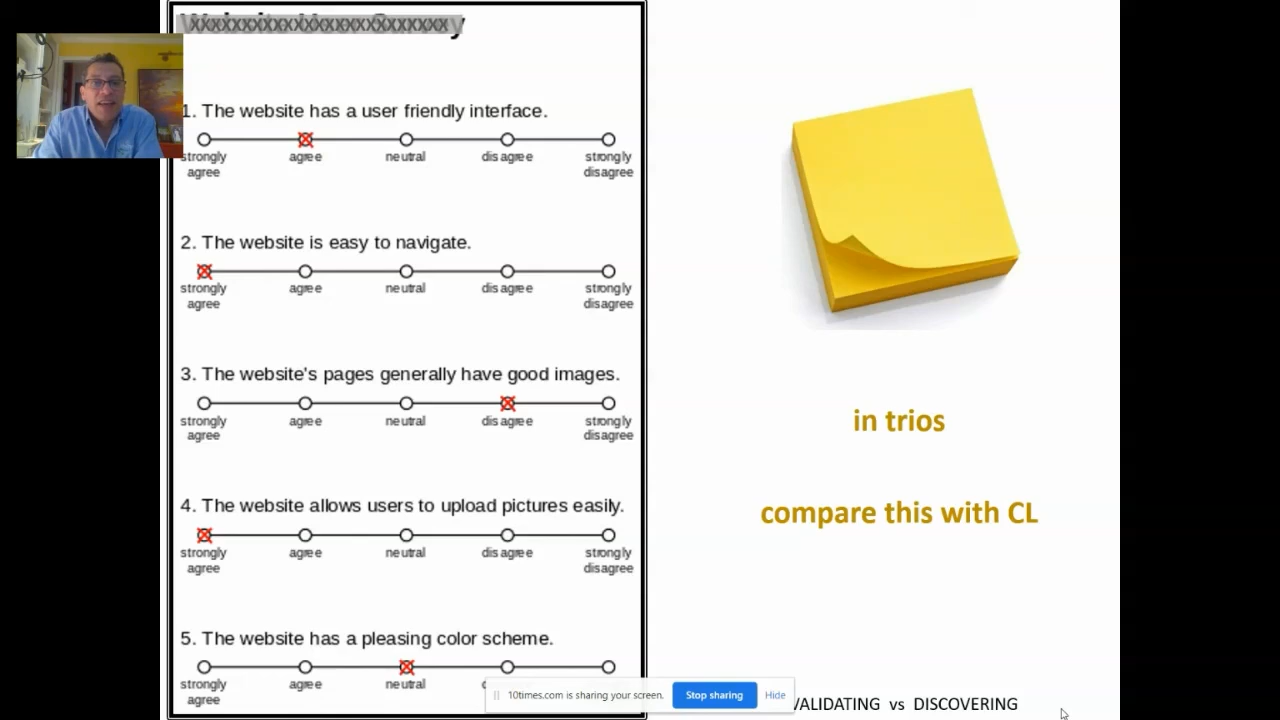 1. The website has a user friendly interface.
strongly agree
agree
neutral
disagree
strongly disagree
2. The website is easy to navigate.
strongly agree
agree
neutral
disagree
strongly disagree
3. The website's pages generally have good images.
strongly agree
agree
neutral
disagree
strongly disagree
4. The website allows users to upload pictures easily.
strongly agree
agree
neutral
disagree
strongly disagree
5. The website has a pleasing color scheme.
strongly agree
agree
neutral
in trios
compare this with CL
10times.com is sharing your screen.
Stop sharing
Hide
VALIDATING vs DISCOVERING